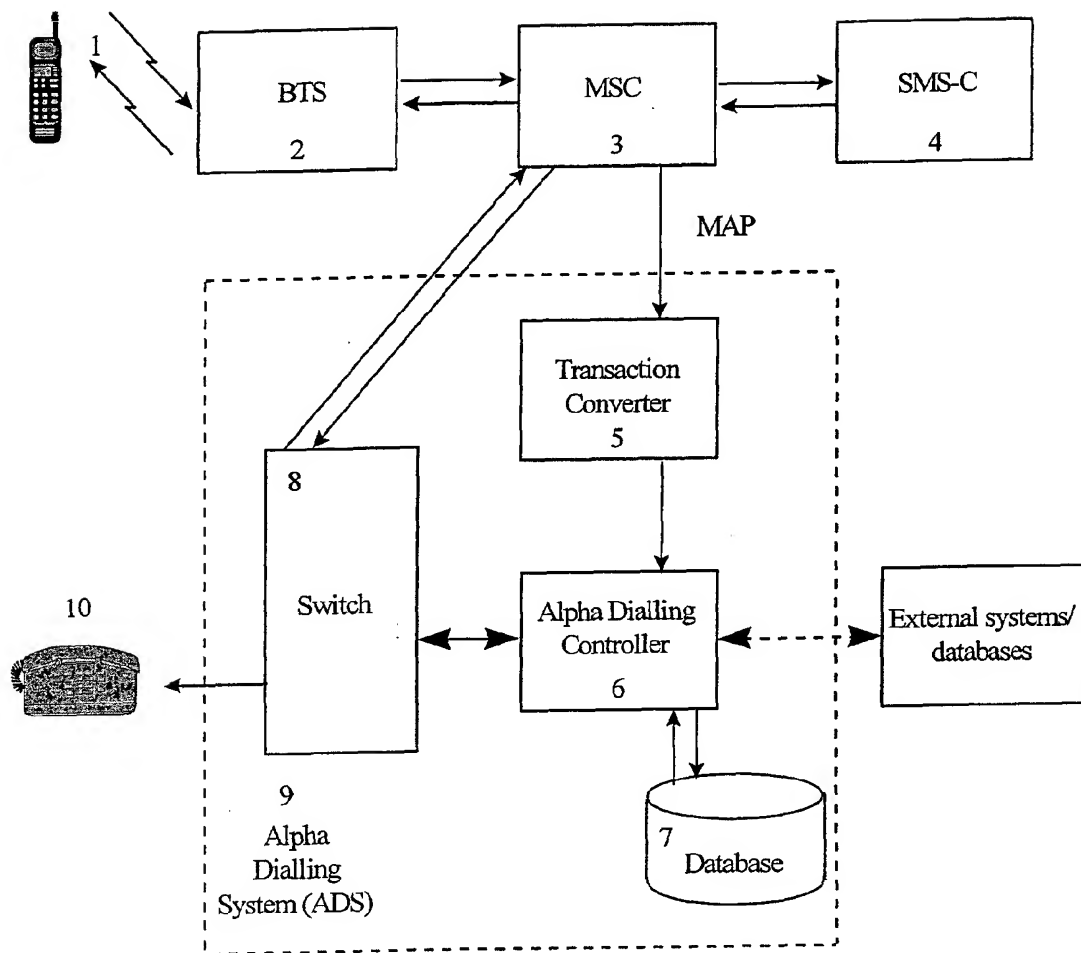 1
BTS
2
MSC
3
SMS-C
4
MAP
Transaction
Converter
5
8
Switch
10
Alpha Dialling
Controller
6
External systems/
databases
9
Alpha
Dialling
System (ADS)
7
Database